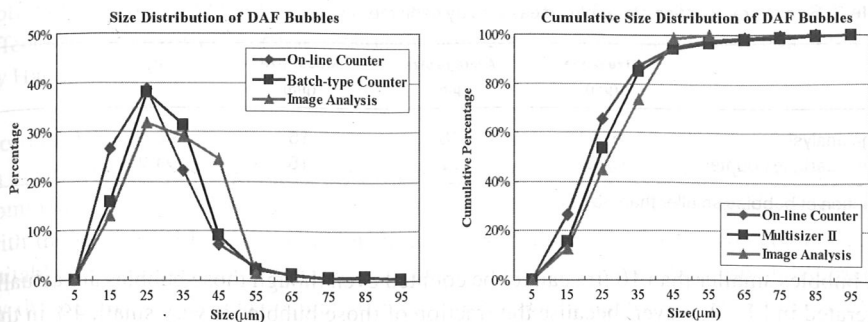 Size Distribution of DAF Bubbles
50%
40%
30%
20%
10%
0%
Percentage
On-line Counter
Batch-type Counter
Image Analysis
5 15 25 35 45 55 65 75 85 95
Size(μm)
Cumulative Size Distribution of DAF Bubbles
100%
80%
60%
40%
20%
0%
Cumulative Percentage
On-line Counter
Multisizer II
Image Analysis
5 15 25 35 45 55 65 75 85 95
Size(μm)